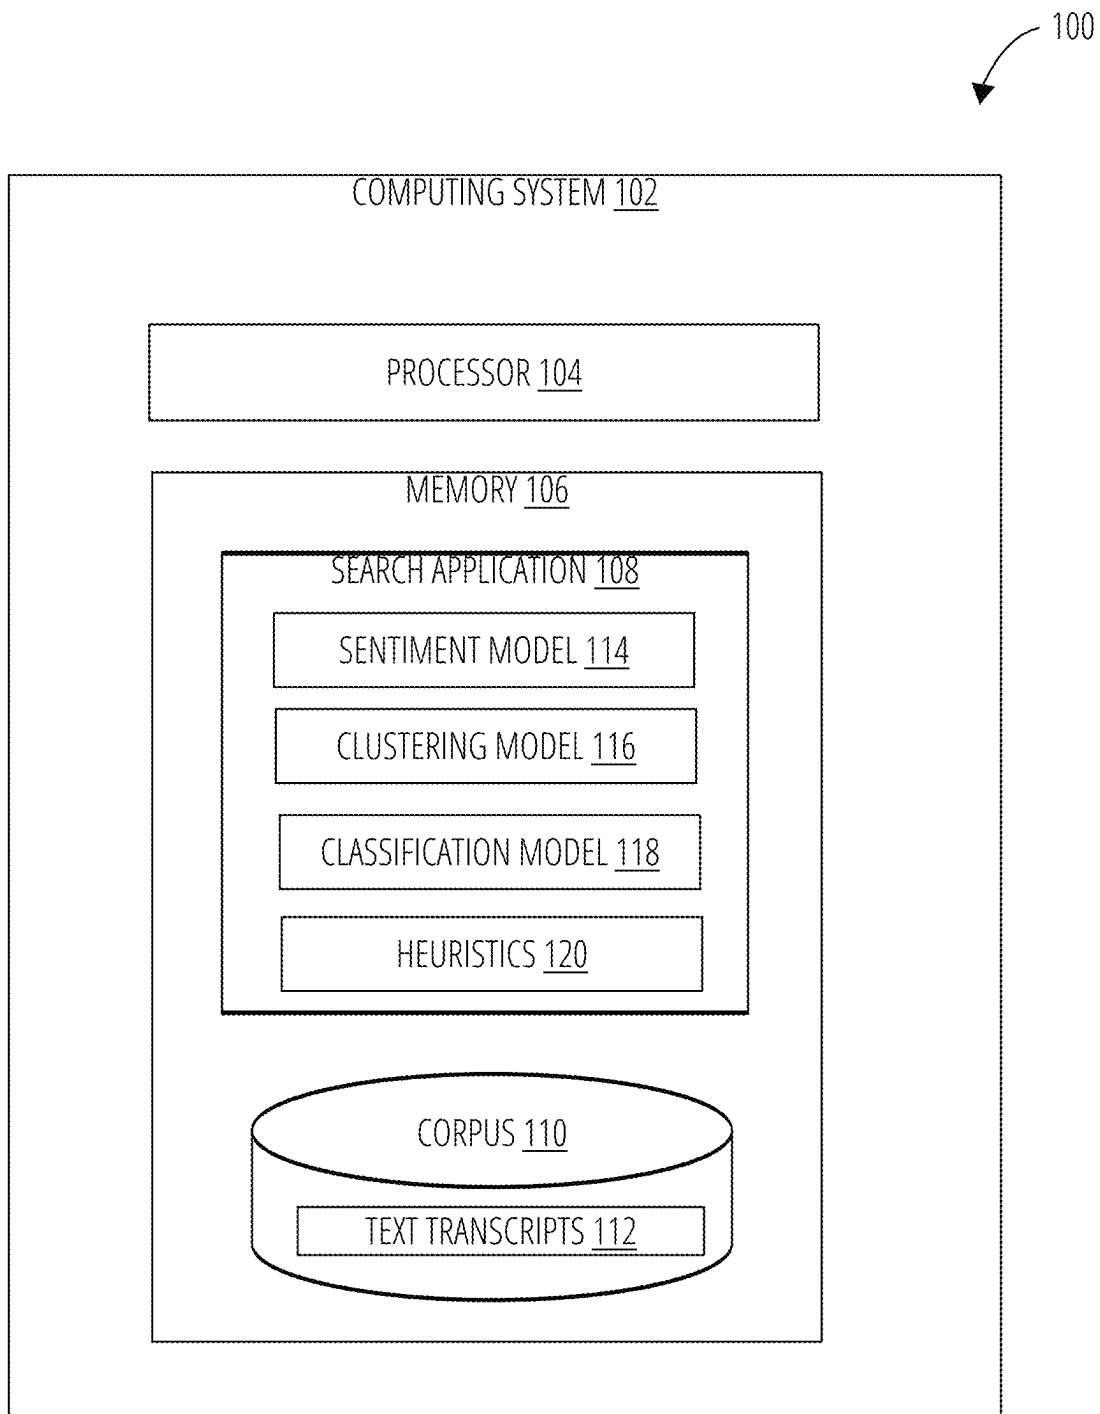 100
COMPUTING SYSTEM 102
PROCESSOR 104
MEMORY 106
SEARCH APPLICATION 108
SENTIMENT MODEL 114
CLUSTERING MODEL 116
CLASSIFICATION MODEL 118
HEURISTICS 120
CORPUS 110
TEXT TRANSCRIPTS 112